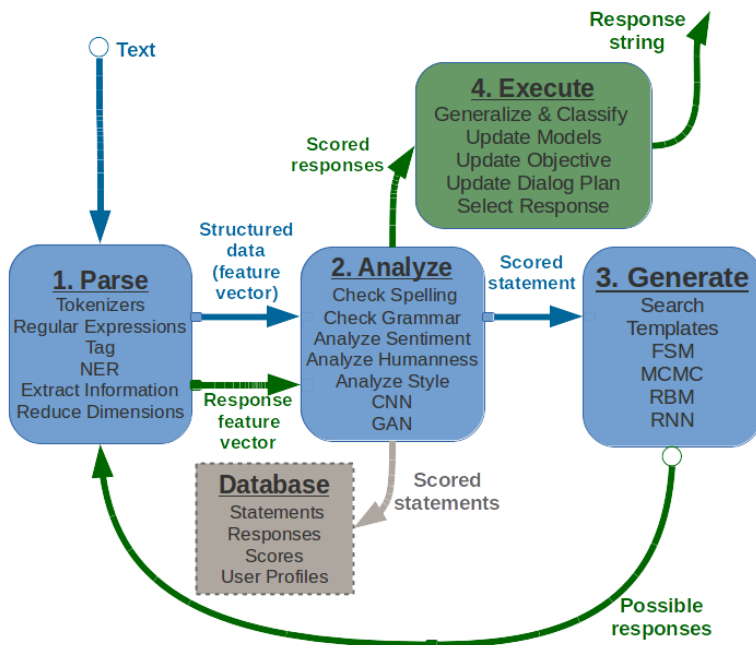 Text
Response
string
4. Execute
Generalize & Classify
Update Models
Update Objective
Update Dialog Plan
Select Response
Scored
responses
Structured
data
(feature
vector)
1. Parse
Tokenizers
Regular Expressions
Tag
NER
Extract Information
Reduce Dimensions
2. Analyze
Check Spelling
Check Grammar
Analyze Sentiment
Analyze Humanness
Analyze Style
CNN
GAN
Scored
statement
3. Generate
Search
Templates
FSM
MCMC
RBM
RNN
Response
feature
vector
Database
Statements
Responses
Scores
User Profiles
Scored
statements
Possible
responses